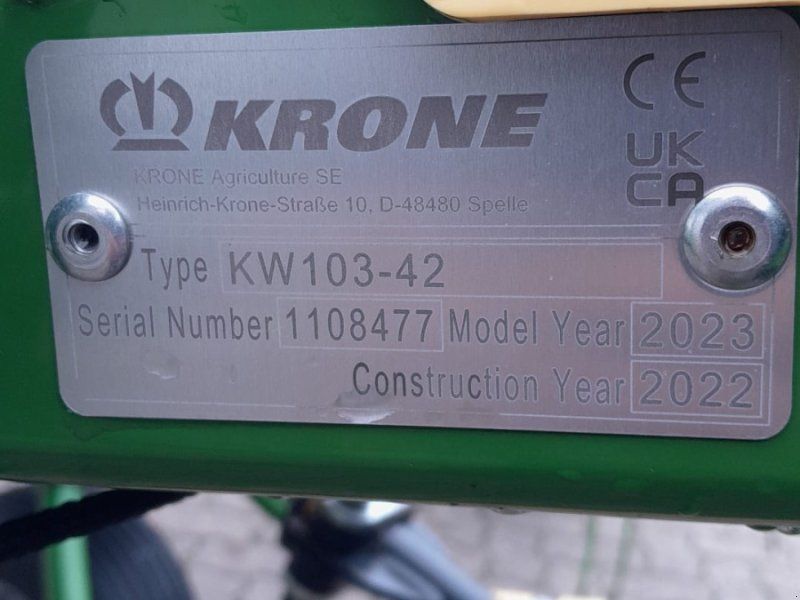 KRONE
CE
KRONE Agriculture SE
UK
CA
Heinrich-Krone-Straße 10, D-48480 Spelle
Type KW103-42
Serial Number 1108477 Model Year 2023
Construction Year 2022